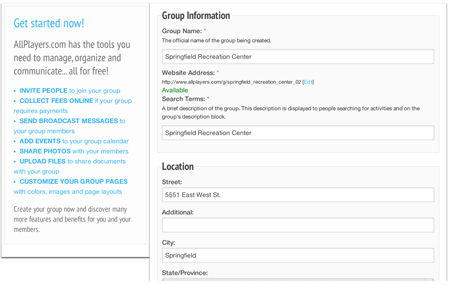 Get started now!
AllPlayers.com has the tools you
need to manage, organize and
communicate... all for free!
• INVITE PEOPLE to join your group
• COLLECT FEES ONLINE if your group
requires payments
• SEND BROADCAST MESSAGES to
your group members
• ADD EVENTS to your group calendar
• SHARE PHOTOS with your members
• UPLOAD FILES to share documents
with your group
• CUSTOMIZE YOUR GROUP PAGES
with colors, images and page layouts
Create your group now and discover many
more features and benefits for you and your
members.
Group Information
Group Name: *
The official name of the group being created.
Springfield Recreation Center
Website Address: *
http://www.allplayers.com/g/springfield_recreation_center_02 [Edit]
Available
Search Terms: *
A brief description of the group. This description is displayed to people searching for activities and on the
group's description block.
Springfield Recreation Center
Location
Street:
5551 East West St.
Additional:
City:
Springfield
State/Province: